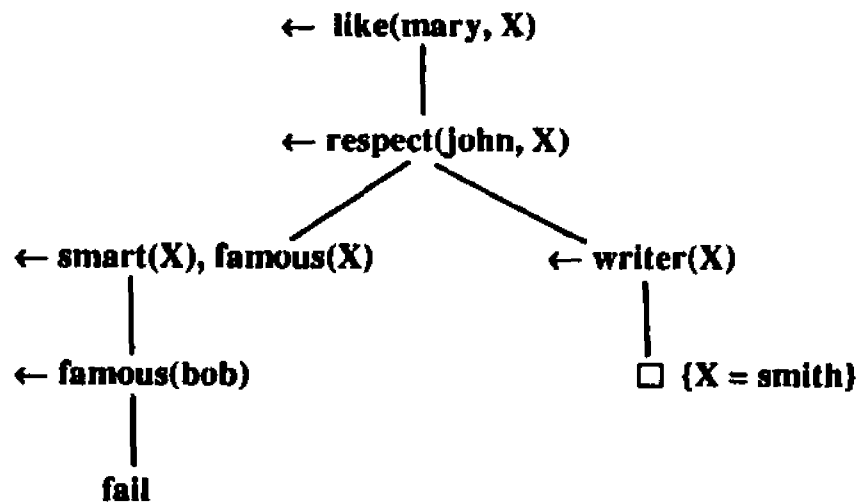 ← like(mary, X)
← respect(john, X)
← smart(X), famous(X)
← writer(X)
← famous(bob)
□ {X = smith}
fail